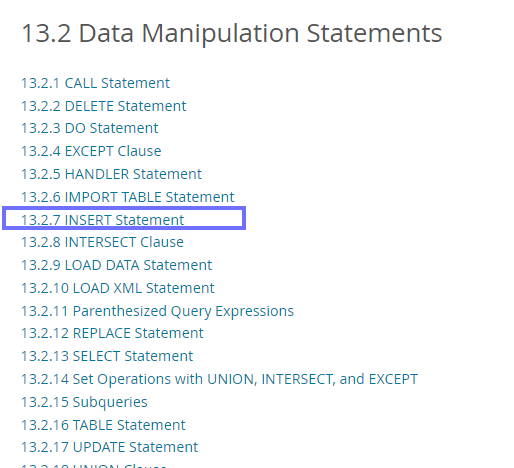 13.2 Data Manipulation Statements
13.2.1 CALL Statement
13.2.2 DELETE Statement
13.2.3 DO Statement
13.2.4 EXCEPT Clause
13.2.5 HANDLER Statement
13.2.6 IMPORT TABLE Statement
13.2.7 INSERT Statement
13.2.8 INTERSECT Clause
13.2.9 LOAD DATA Statement
13.2.10 LOAD XML Statement
13.2.11 Parenthesized Query Expressions
13.2.12 REPLACE Statement
13.2.13 SELECT Statement
13.2.14 Set Operations with UNION, INTERSECT, and EXCEPT
13.2.15 Subqueries
13.2.16 TABLE Statement
13.2.17 UPDATE Statement
13.2.18 UNION Clause